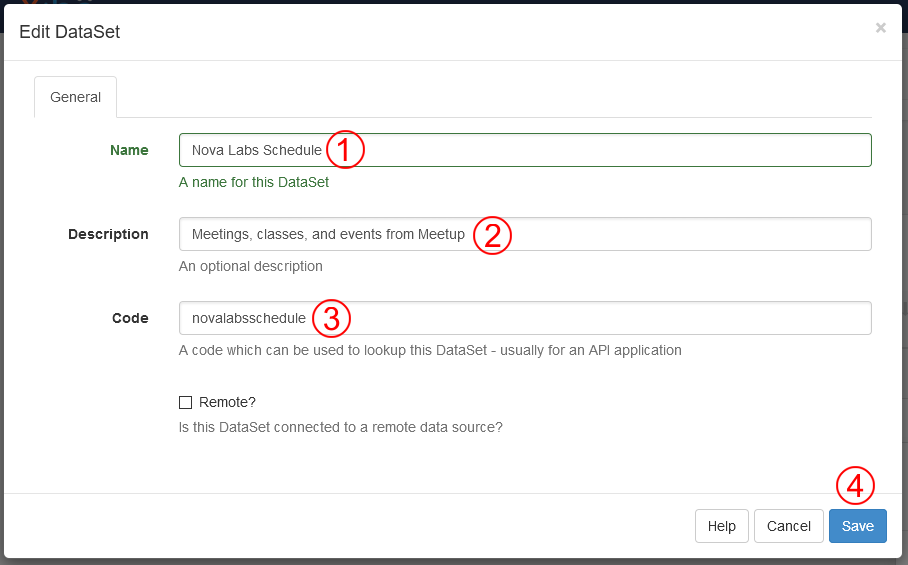 Edit DataSet ×
General
Name Nova Labs Schedule 1
A name for this DataSet
Description Meetings, classes, and events from Meetup 2
An optional description
Code novalabsschedule 3
A code which can be used to lookup this DataSet - usually for an API application
Remote?
Is this DataSet connected to a remote data source?
4
Help Cancel Save